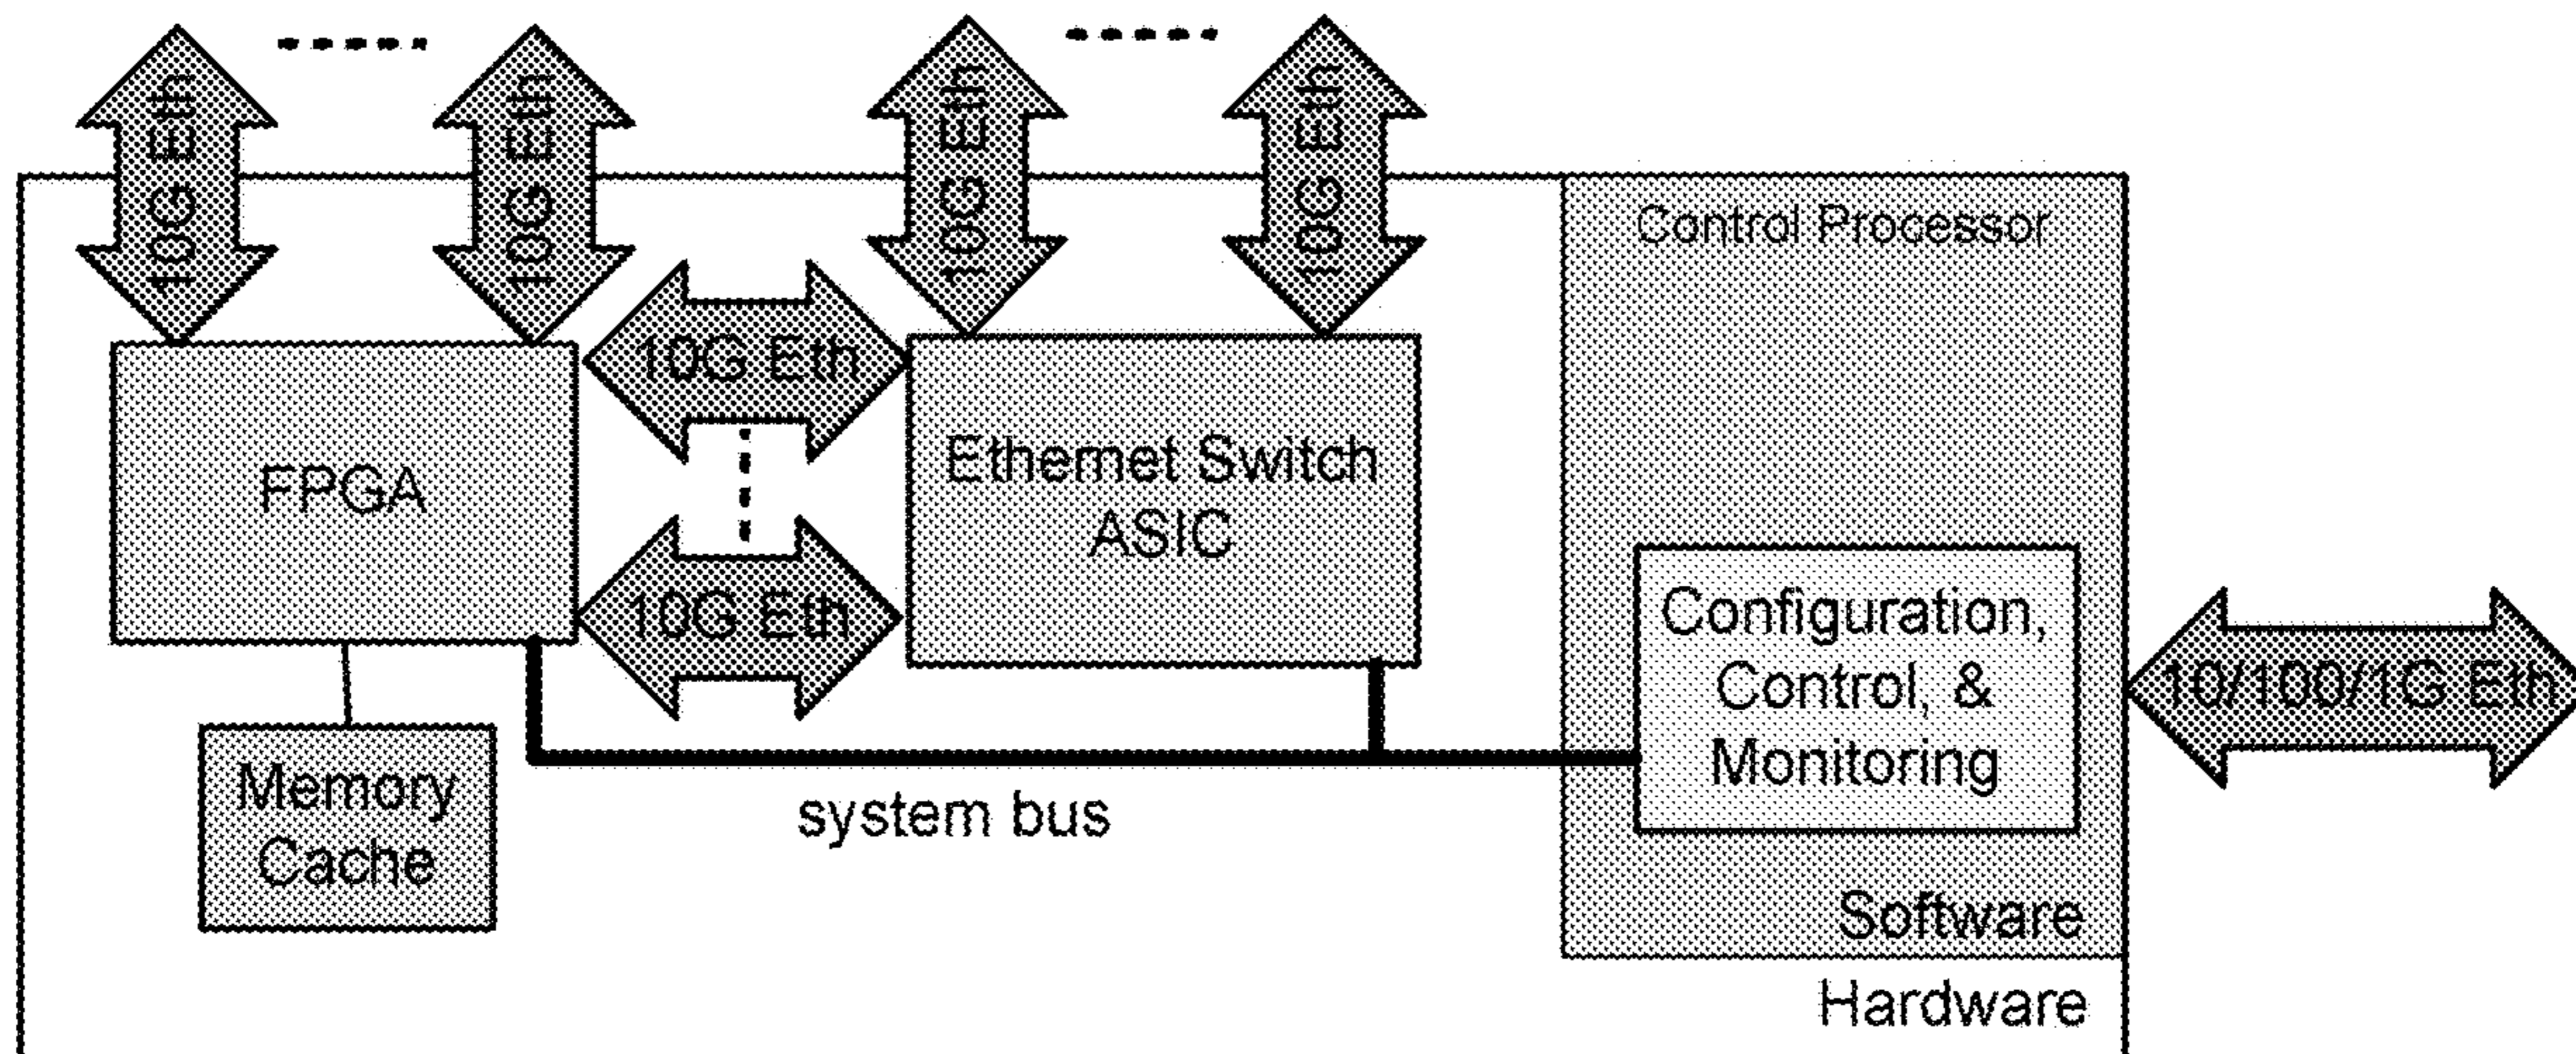 10G Eth
10G Eth
10G Eth
10G Eth
Control Processor
10G Eth
FPGA
Ethernet Switch
ASIC
10G Eth
Configuration,
Control, &
Monitoring
10/100/1G Eth
Memory
Cache
system bus
Software
Hardware